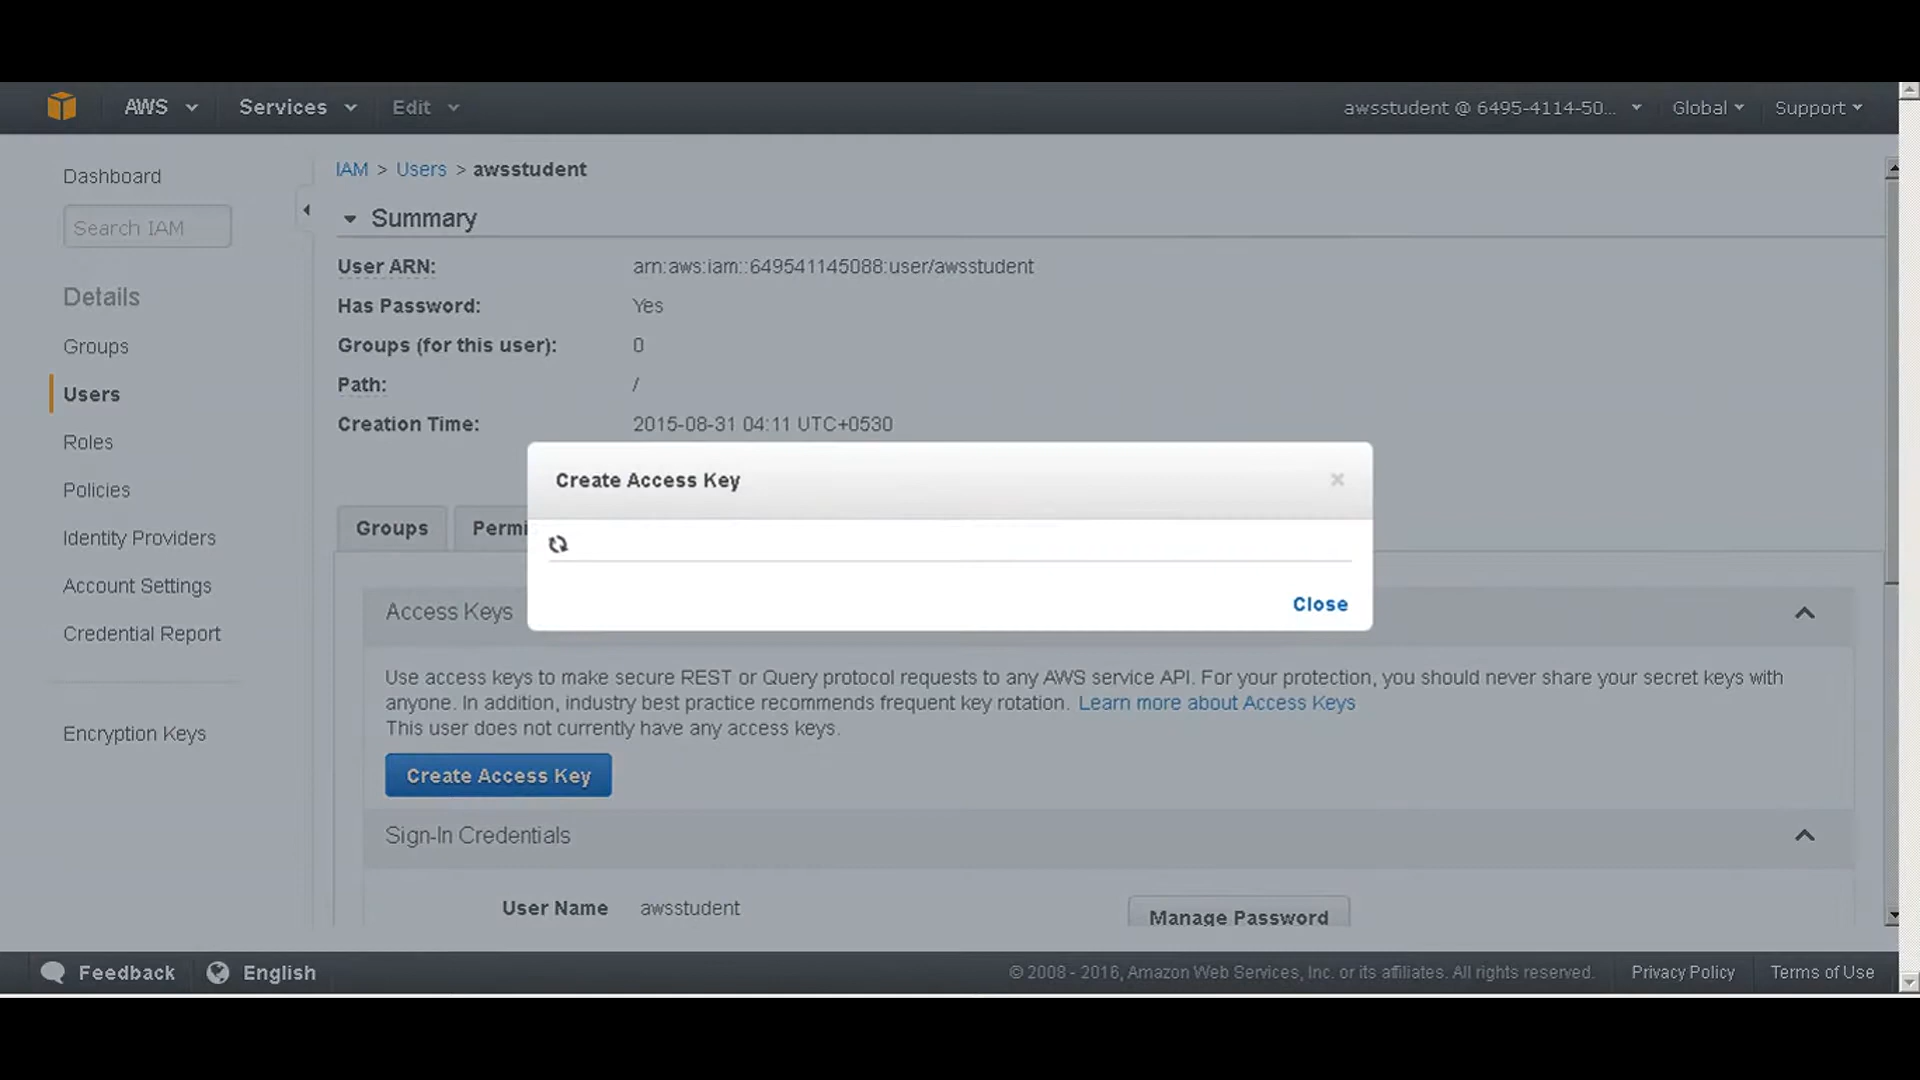 AWS Services Edit awsstudent @ 6495-4114-50... Global Support
Dashboard
Search IAM
Details
Groups
Users
Roles
Policies
Identity Providers
Account Settings
Credential Report
Encryption Keys
IAM > Users > awsstudent
Summary
User ARN: arn:aws:iam::649541145088:user/awsstudent
Has Password: Yes
Groups (for this user): 0
Path: /
Creation Time: 2015-08-31 04:11 UTC+0530
Create Access Key ×
Close
Groups Permi
Access Keys
Use access keys to make secure REST or Query protocol requests to any AWS service API. For your protection, you should never share your secret keys with
anyone. In addition, industry best practice recommends frequent key rotation. Learn more about Access Keys
This user does not currently have any access keys.
Create Access Key
Sign-In Credentials
User Name awsstudent Manage Password
Feedback English © 2008 - 2016, Amazon Web Services, Inc. or its affiliates. All rights reserved. Privacy Policy Terms of Use